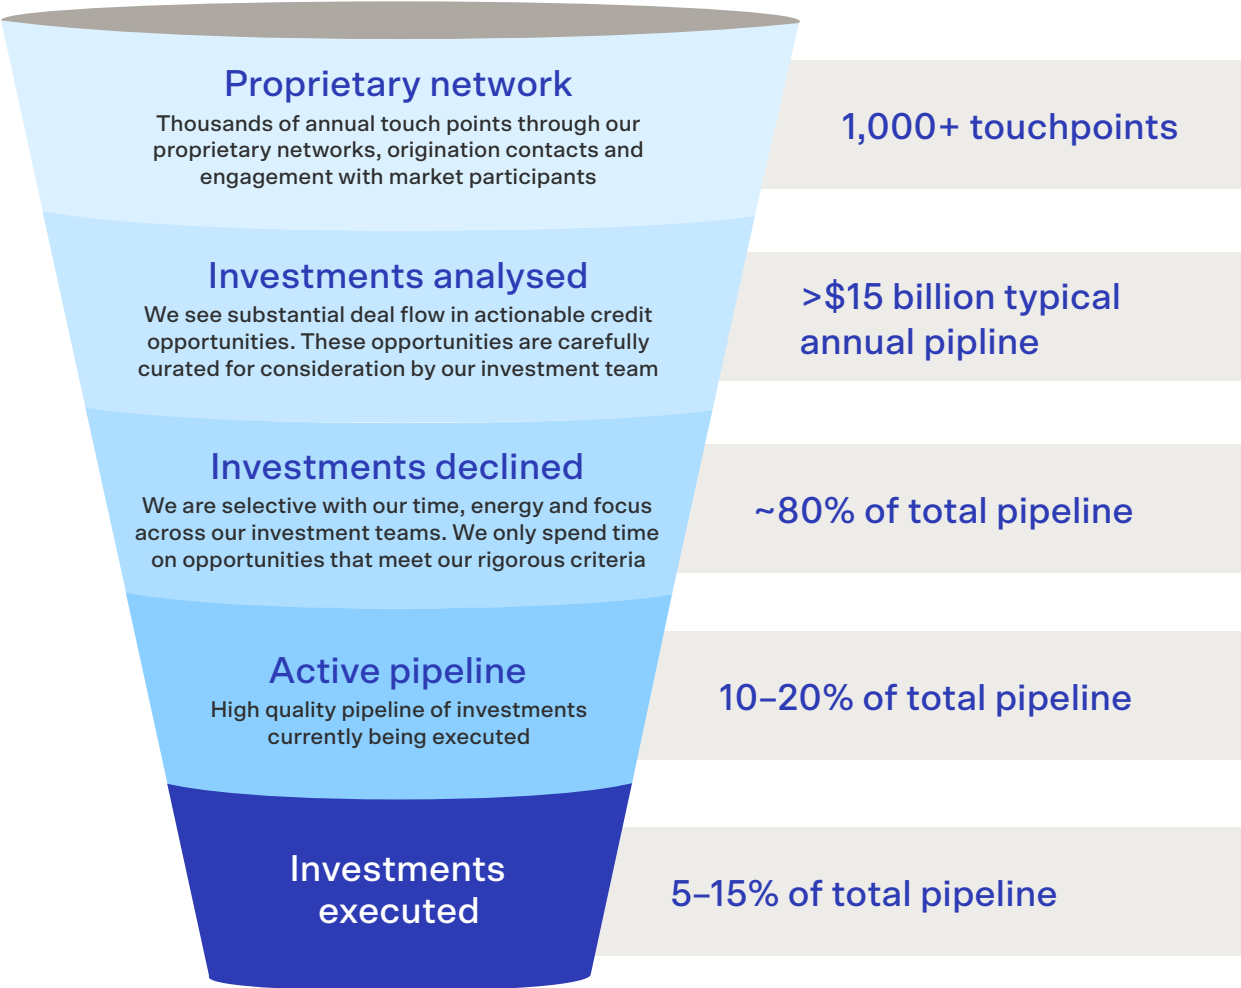 Proprietary network
Thousands of annual touch points through our
proprietary networks, origination contacts and
engagement with market participants
1,000+ touchpoints
Investments analysed
We see substantial deal flow in actionable credit
opportunities. These opportunities are carefully
curated for consideration by our investment team
>$15 billion typical
annual pipline
Investments declined
We are selective with our time, energy and focus
across our investment teams. We only spend time
on opportunities that meet our rigorous criteria
~80% of total pipeline
Active pipeline
High quality pipeline of investments
currently being executed
10–20% of total pipeline
Investments
executed
5–15% of total pipeline